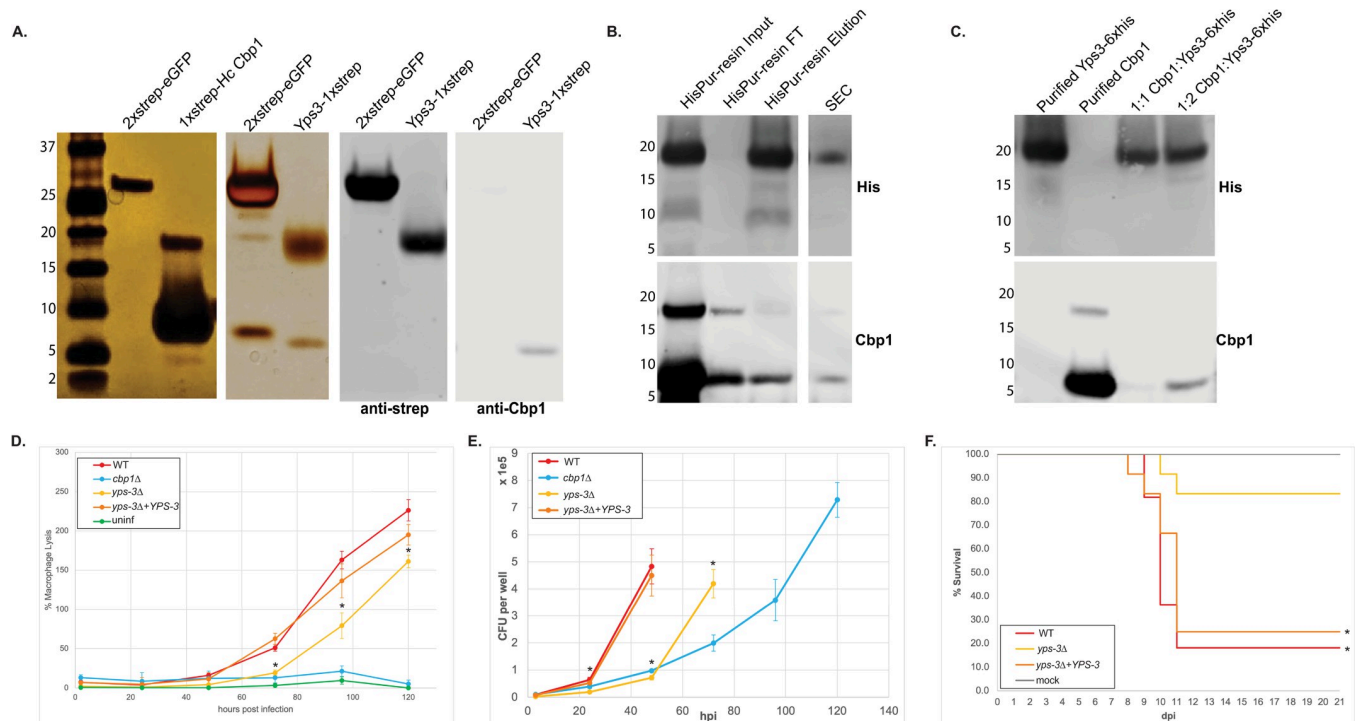 A.
2xstrep-eGFP
1xstrep-Hc Cbp1
2xstrep-eGFP
Yps3-1xstrep
2xstrep-eGFP
Yps3-1xstrep
2xstrep-eGFP
Yps3-1xstrep
37
25
20
15
10
5
2
anti-strep
anti-Cbp1
B.
HisPur-resin Input
HisPur-resin FT
HisPur-resin Elution
SEC
20
15
10
5
His
20
15
10
5
Cbp1
C.
Purified Yps3-6xhis
Purified Cbp1
1:1 Cbp1:Yps3-6xhis
1:2 Cbp1:Yps3-6xhis
20
15
10
5
His
20
15
10
5
Cbp1
D.
% Macrophage Lysis
300
250
200
150
100
50
0
WT
cbp1Δ
yps-3Δ
yps-3Δ+YPS-3
uninf
*
*
*
0 20 40 60 80 100 120
hours post infection
E.
CFU per well
x 1e5
9
8
7
6
5
4
3
2
1
0
WT
cbp1Δ
yps-3Δ
yps-3Δ+YPS-3
*
*
*
0 20 40 60 80 100 120 140
hpi
F.
% Survival
100.0
90.0
80.0
70.0
60.0
50.0
40.0
30.0
20.0
10.0
0.0
WT
yps-3Δ
yps-3Δ+YPS-3
mock
*
*
0 1 2 3 4 5 6 7 8 9 10 11 12 13 14 15 16 17 18 19 20 21
dpi